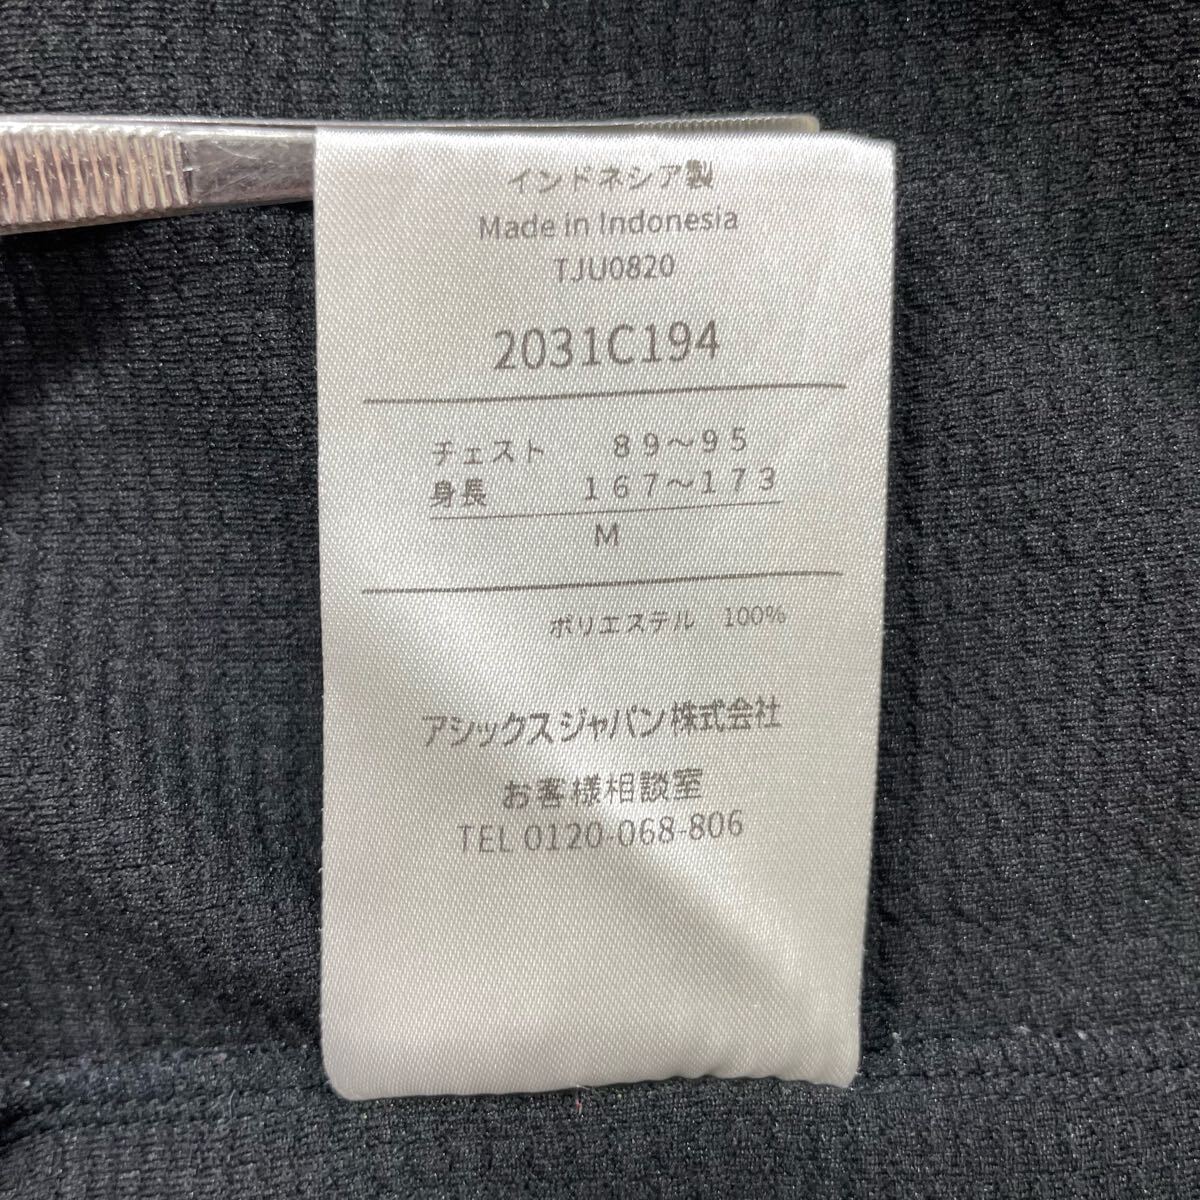 インドネシア製
Made in Indonesia
TJU0820
2031C194
チェスト 89～95
身長 167～173
M
ポリエステル 100%
アシックスジャパン株式会社
お客様相談室
TEL 0120-068-806